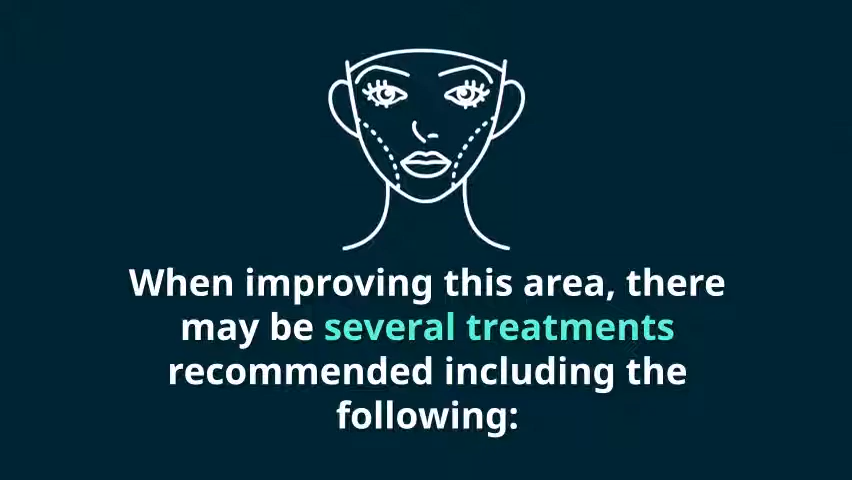 When improving this area, there
may be several treatments
recommended including the
following: